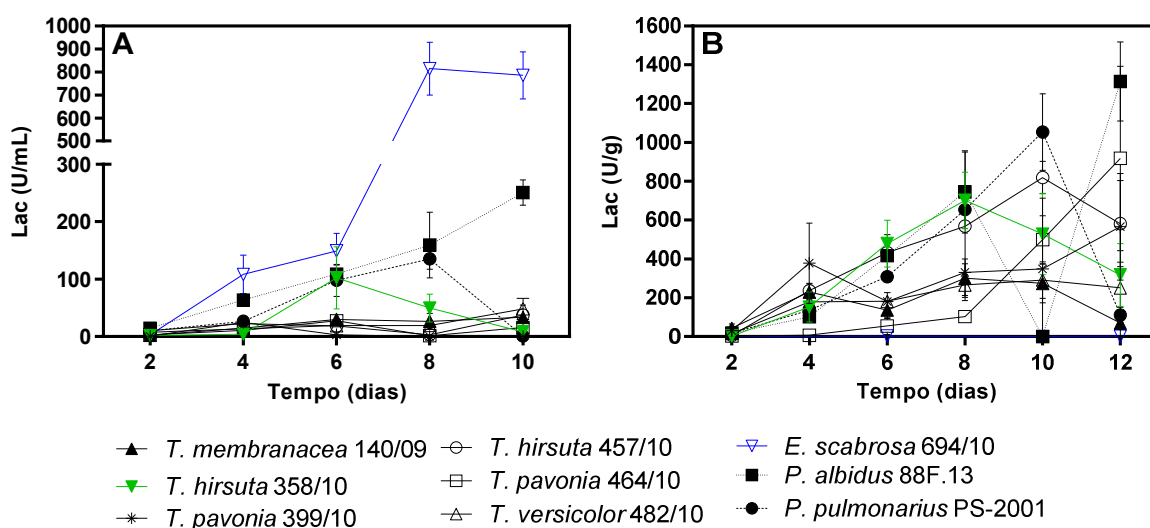 A
Lac (U/mL)
1000
900
800
700
600
500
300
200
100
0
2 4 6 8 10
Tempo (dias)
B
Lac (U/g)
1600
1400
1200
1000
800
600
400
200
0
2 4 6 8 10 12
Tempo (dias)
T. membranacea 140/09
T. hirsuta 358/10
T. pavonia 399/10
T. hirsuta 457/10
T. pavonia 464/10
T. versicolor 482/10
E. scabrosa 694/10
P. albidus 88F.13
P. pulmonarius PS-2001